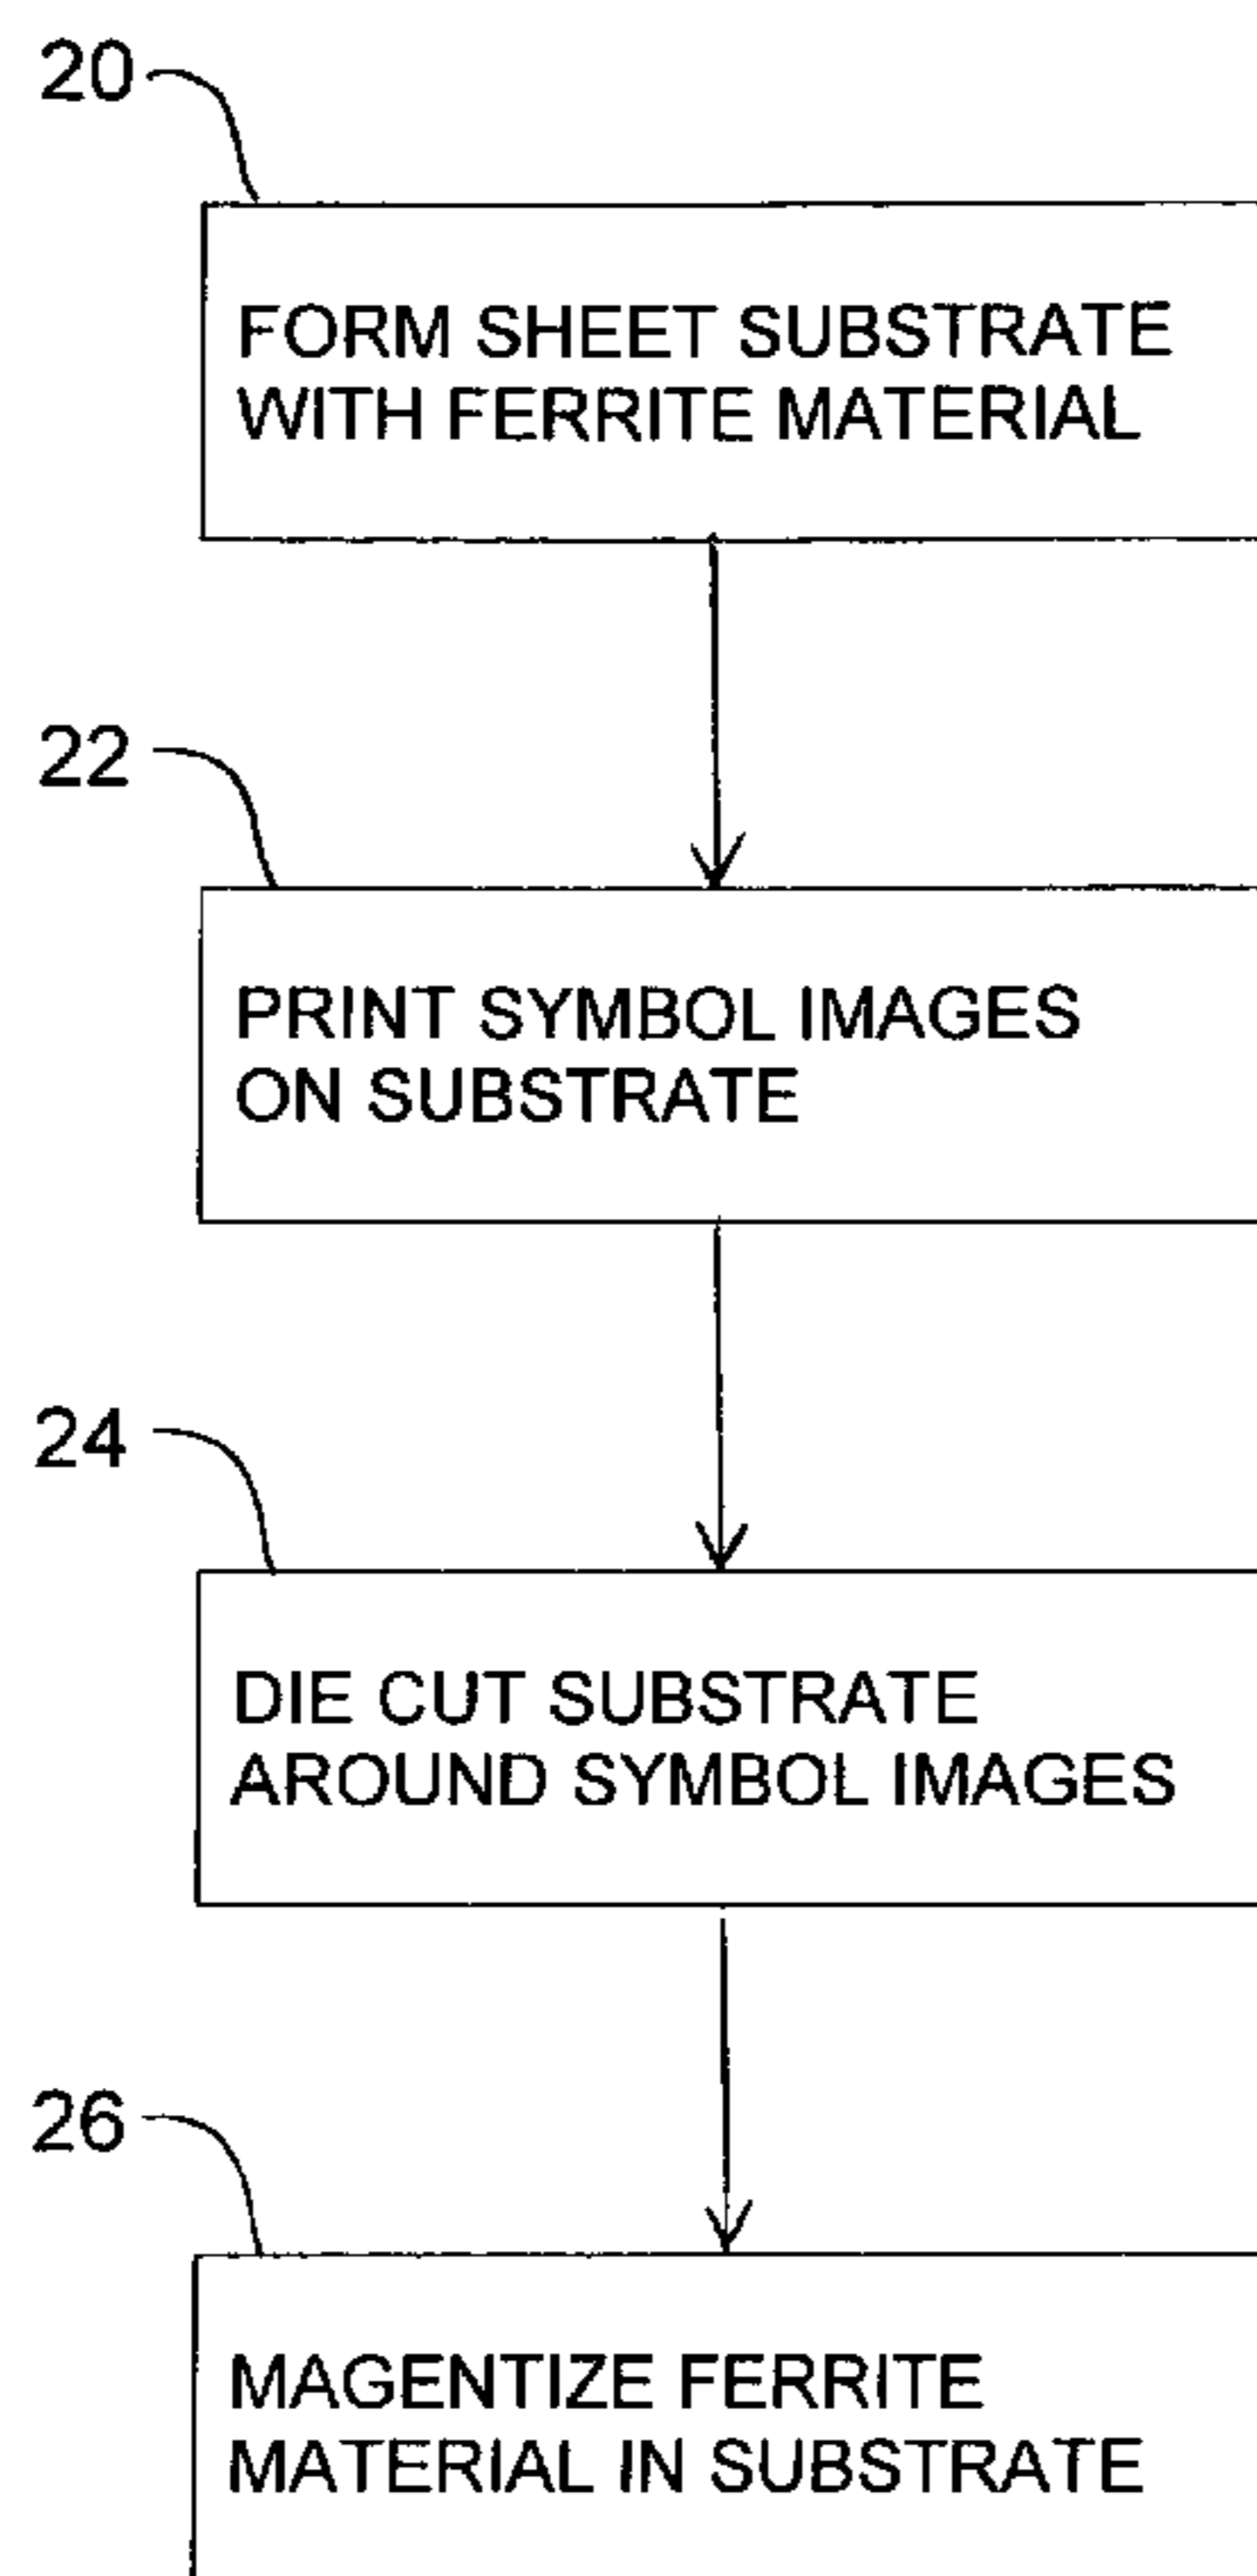 20
FORM SHEET SUBSTRATE
WITH FERRITE MATERIAL
22
PRINT SYMBOL IMAGES
ON SUBSTRATE
24
DIE CUT SUBSTRATE
AROUND SYMBOL IMAGES
26
MAGENTIZE FERRITE
MATERIAL IN SUBSTRATE